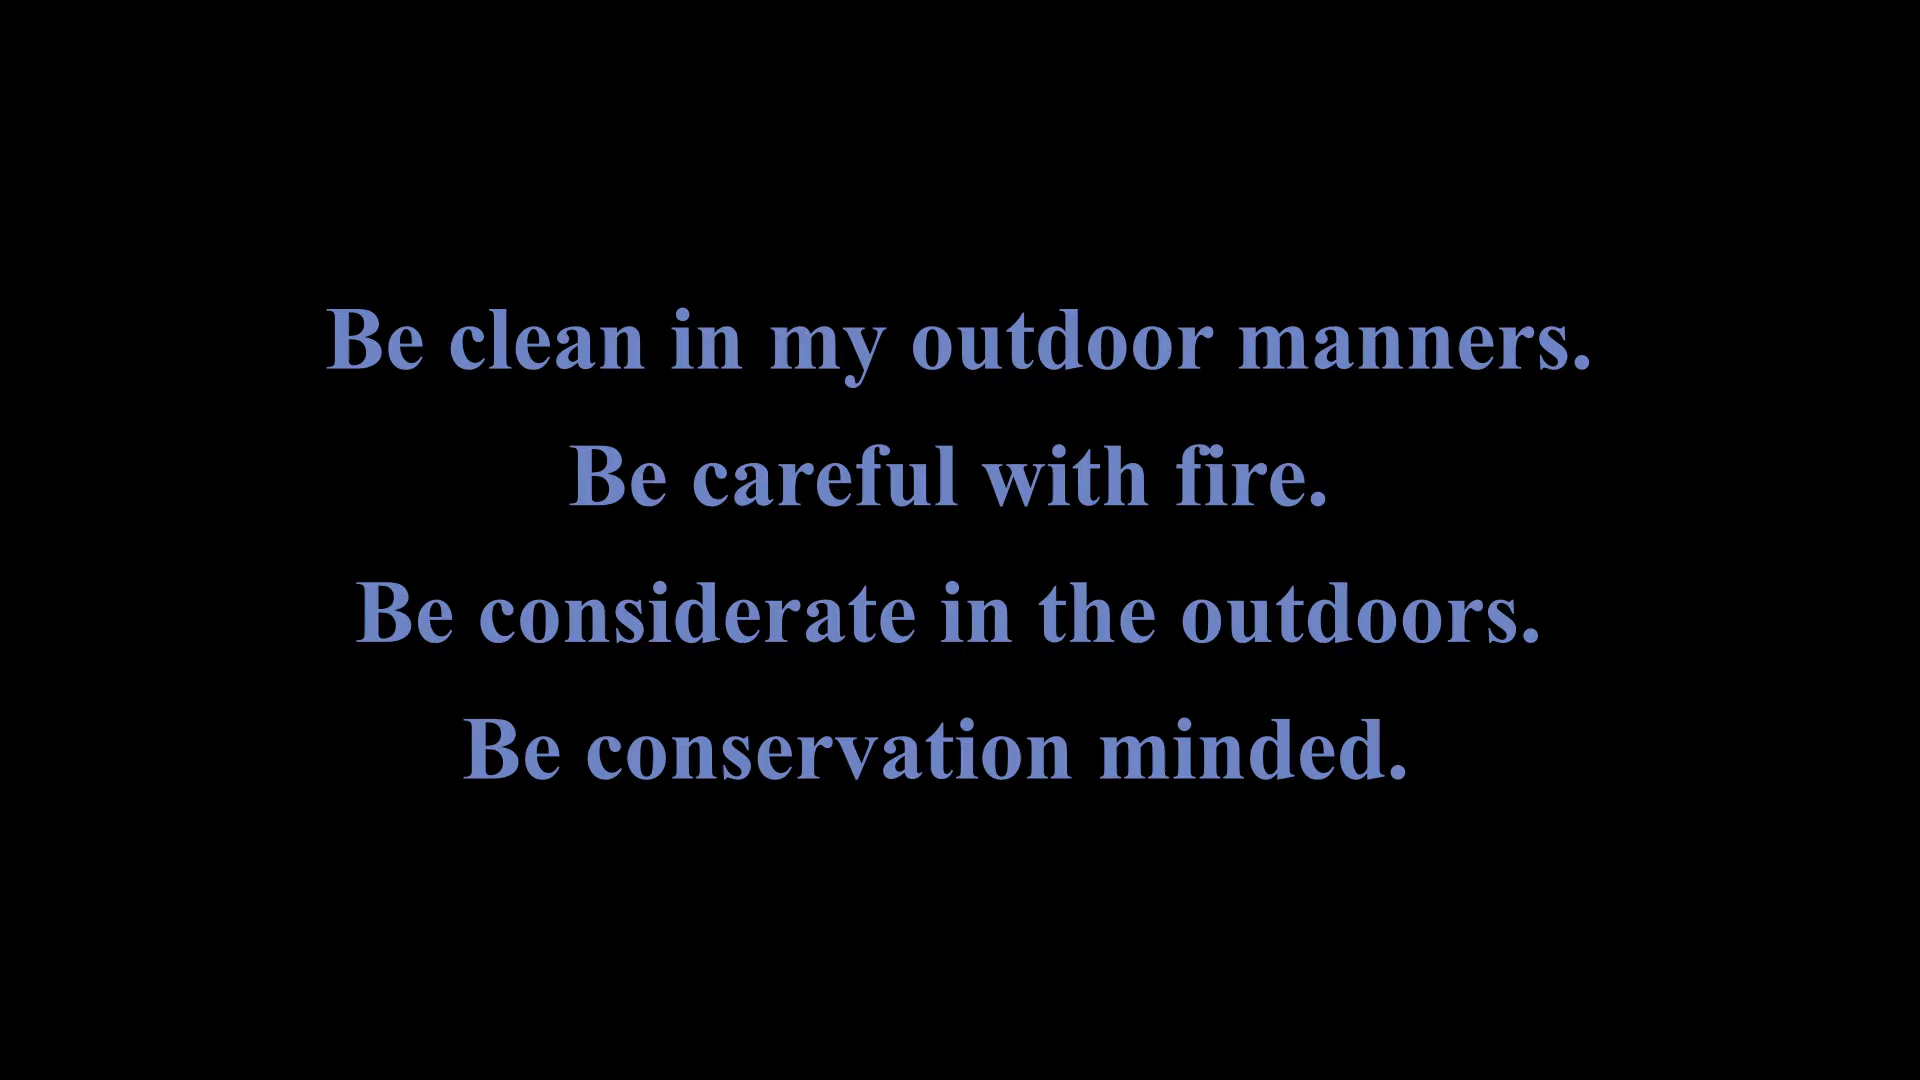 Be clean in my outdoor manners.
Be careful with fire.
Be considerate in the outdoors.
Be conservation minded.